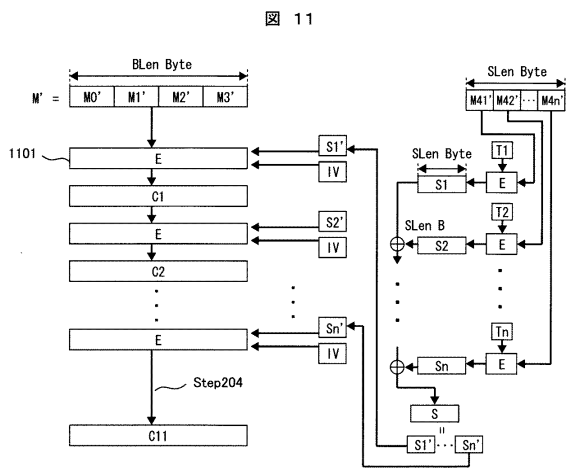 図 11
BLen Byte
M' = M0' M1' M2' M3'
1101
E
S1'
IV
C1
E
S2'
IV
C2
E
Sn'
IV
Step204
C11
SLen Byte
M41' M42' ... M4n'
T1
SLen Byte
S1
E
T2
SLen B
S2
E
Tn
Sn
E
S
=
S1' ... Sn'